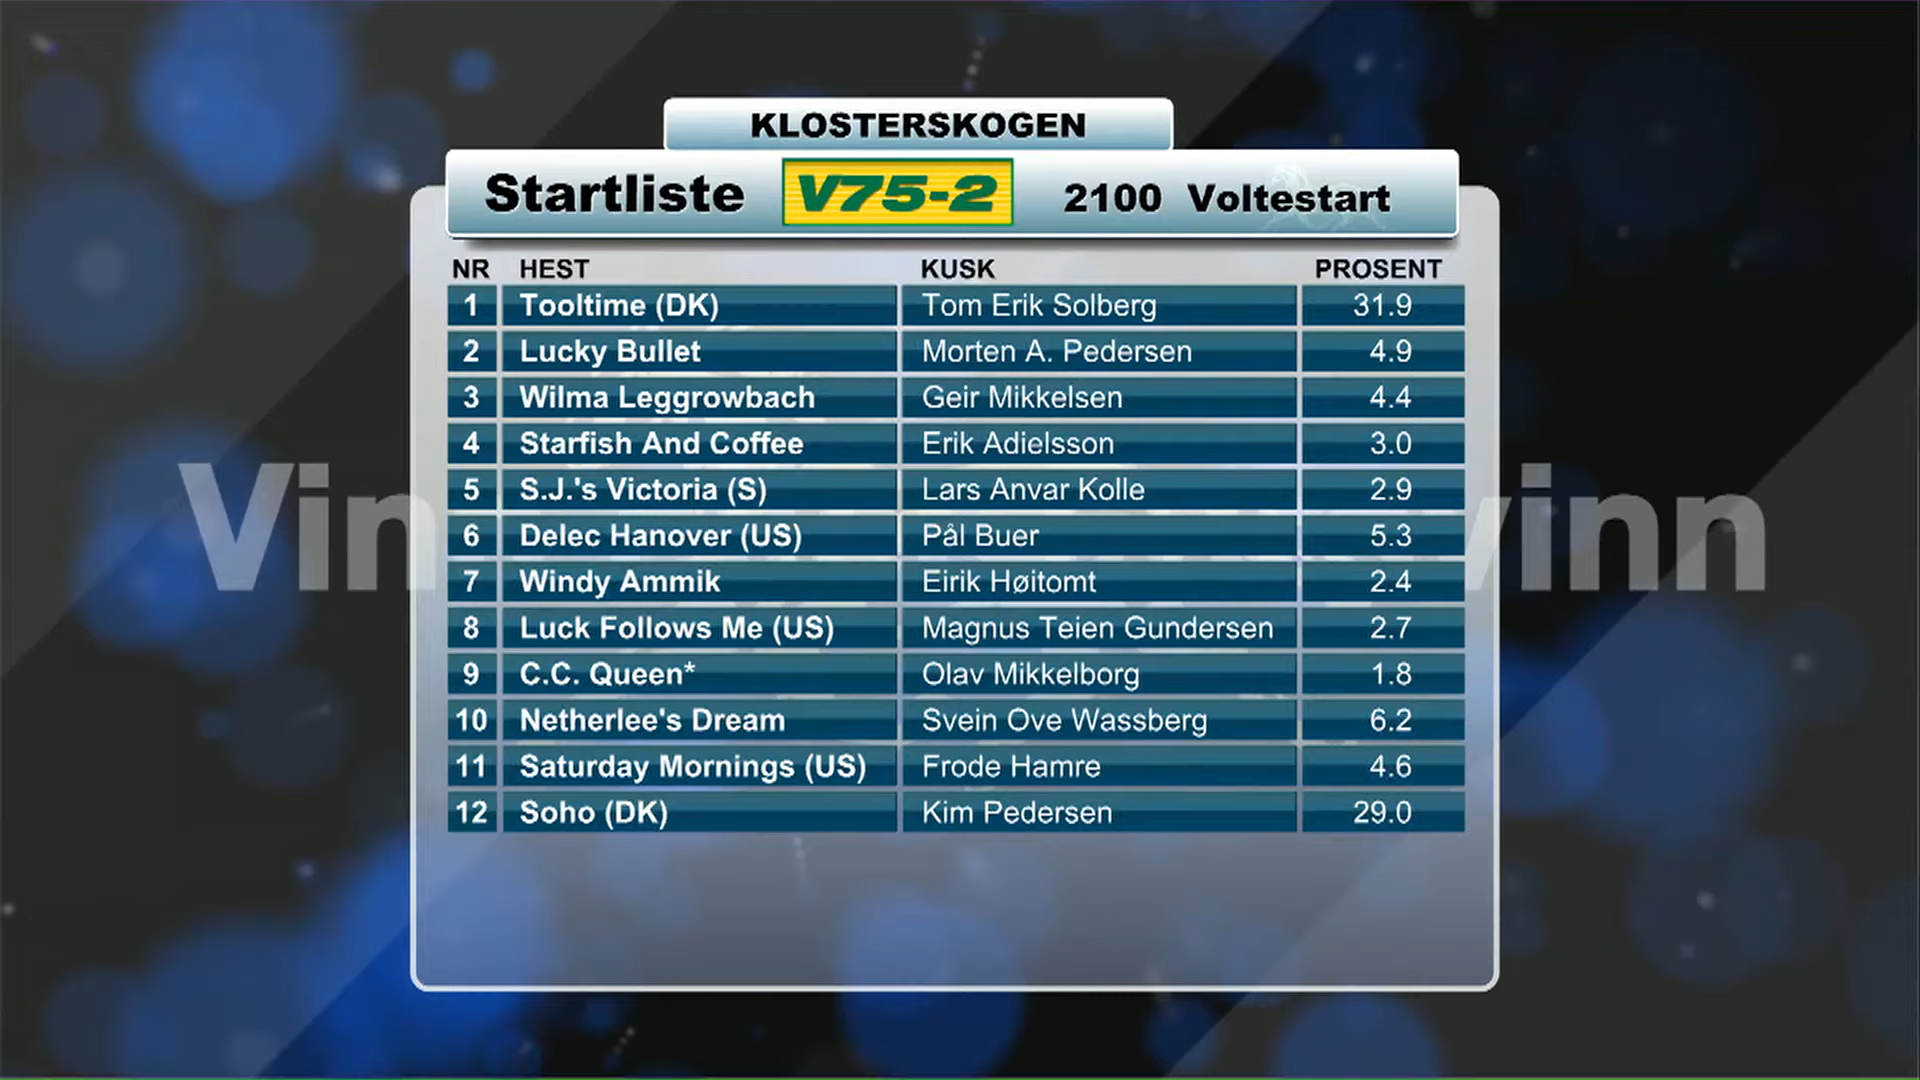 KLOSTERSKOGEN
Startliste V75-2 2100 Voltestart
NR HEST KUSK PROSENT
1 Tooltime (DK) Tom Erik Solberg 31.9
2 Lucky Bullet Morten A. Pedersen 4.9
3 Wilma Leggrowbach Geir Mikkelsen 4.4
4 Starfish And Coffee Erik Adielsson 3.0
5 S.J.'s Victoria (S) Lars Anvar Kolle 2.9
6 Delec Hanover (US) Pål Buer 5.3
7 Windy Ammik Eirik Høitomt 2.4
8 Luck Follows Me (US) Magnus Teien Gundersen 2.7
9 C.C. Queen* Olav Mikkelborg 1.8
10 Netherlee's Dream Svein Ove Wassberg 6.2
11 Saturday Mornings (US) Frode Hamre 4.6
12 Soho (DK) Kim Pedersen 29.0